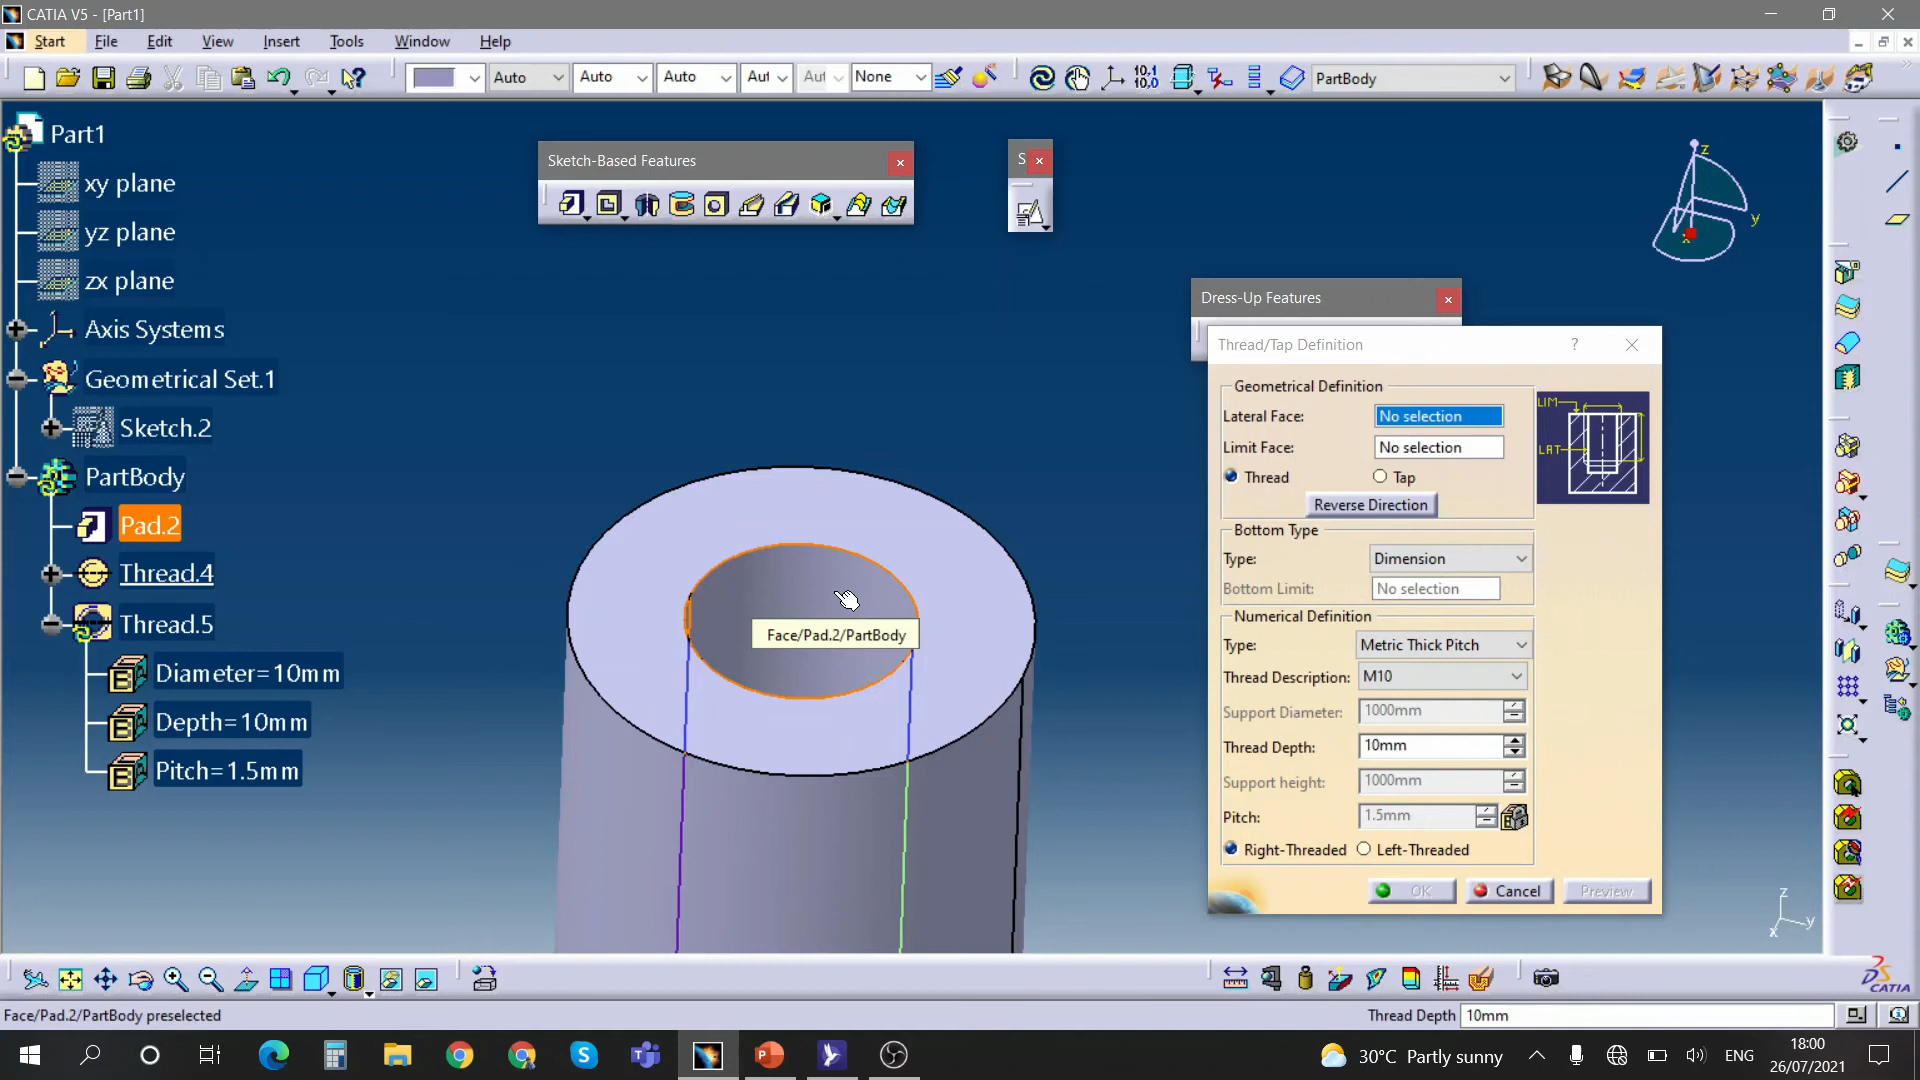 CATIA V5 - [Part1]
Start File Edit View Insert Tools Window Help
Auto Auto Auto Aut Aut None PartBody
Part1
xy plane
yz plane
zx plane
Axis Systems
Geometrical Set.1
Sketch.2
PartBody
Pad.2
Thread.4
Thread.5
Diameter=10mm
Depth=10mm
Pitch=1.5mm
Sketch-Based Features
S
Face/Pad.2/PartBody
z
y
x
Dress-Up Features
Thread/Tap Definition ?
Geometrical Definition
Lateral Face: No selection
Limit Face: No selection
Thread Tap
Reverse Direction
LIM
LAT
Bottom Type
Type: Dimension
Bottom Limit: No selection
Numerical Definition
Type: Metric Thick Pitch
Thread Description: M10
Support Diameter: 1000mm
Thread Depth: 10mm
Support height: 1000mm
Pitch: 1.5mm
Right-Threaded Left-Threaded
OK Cancel Preview
z
y
x
CATIA
Face/Pad.2/PartBody preselected
Thread Depth 10mm
30°C Partly sunny
ENG
18:00
26/07/2021